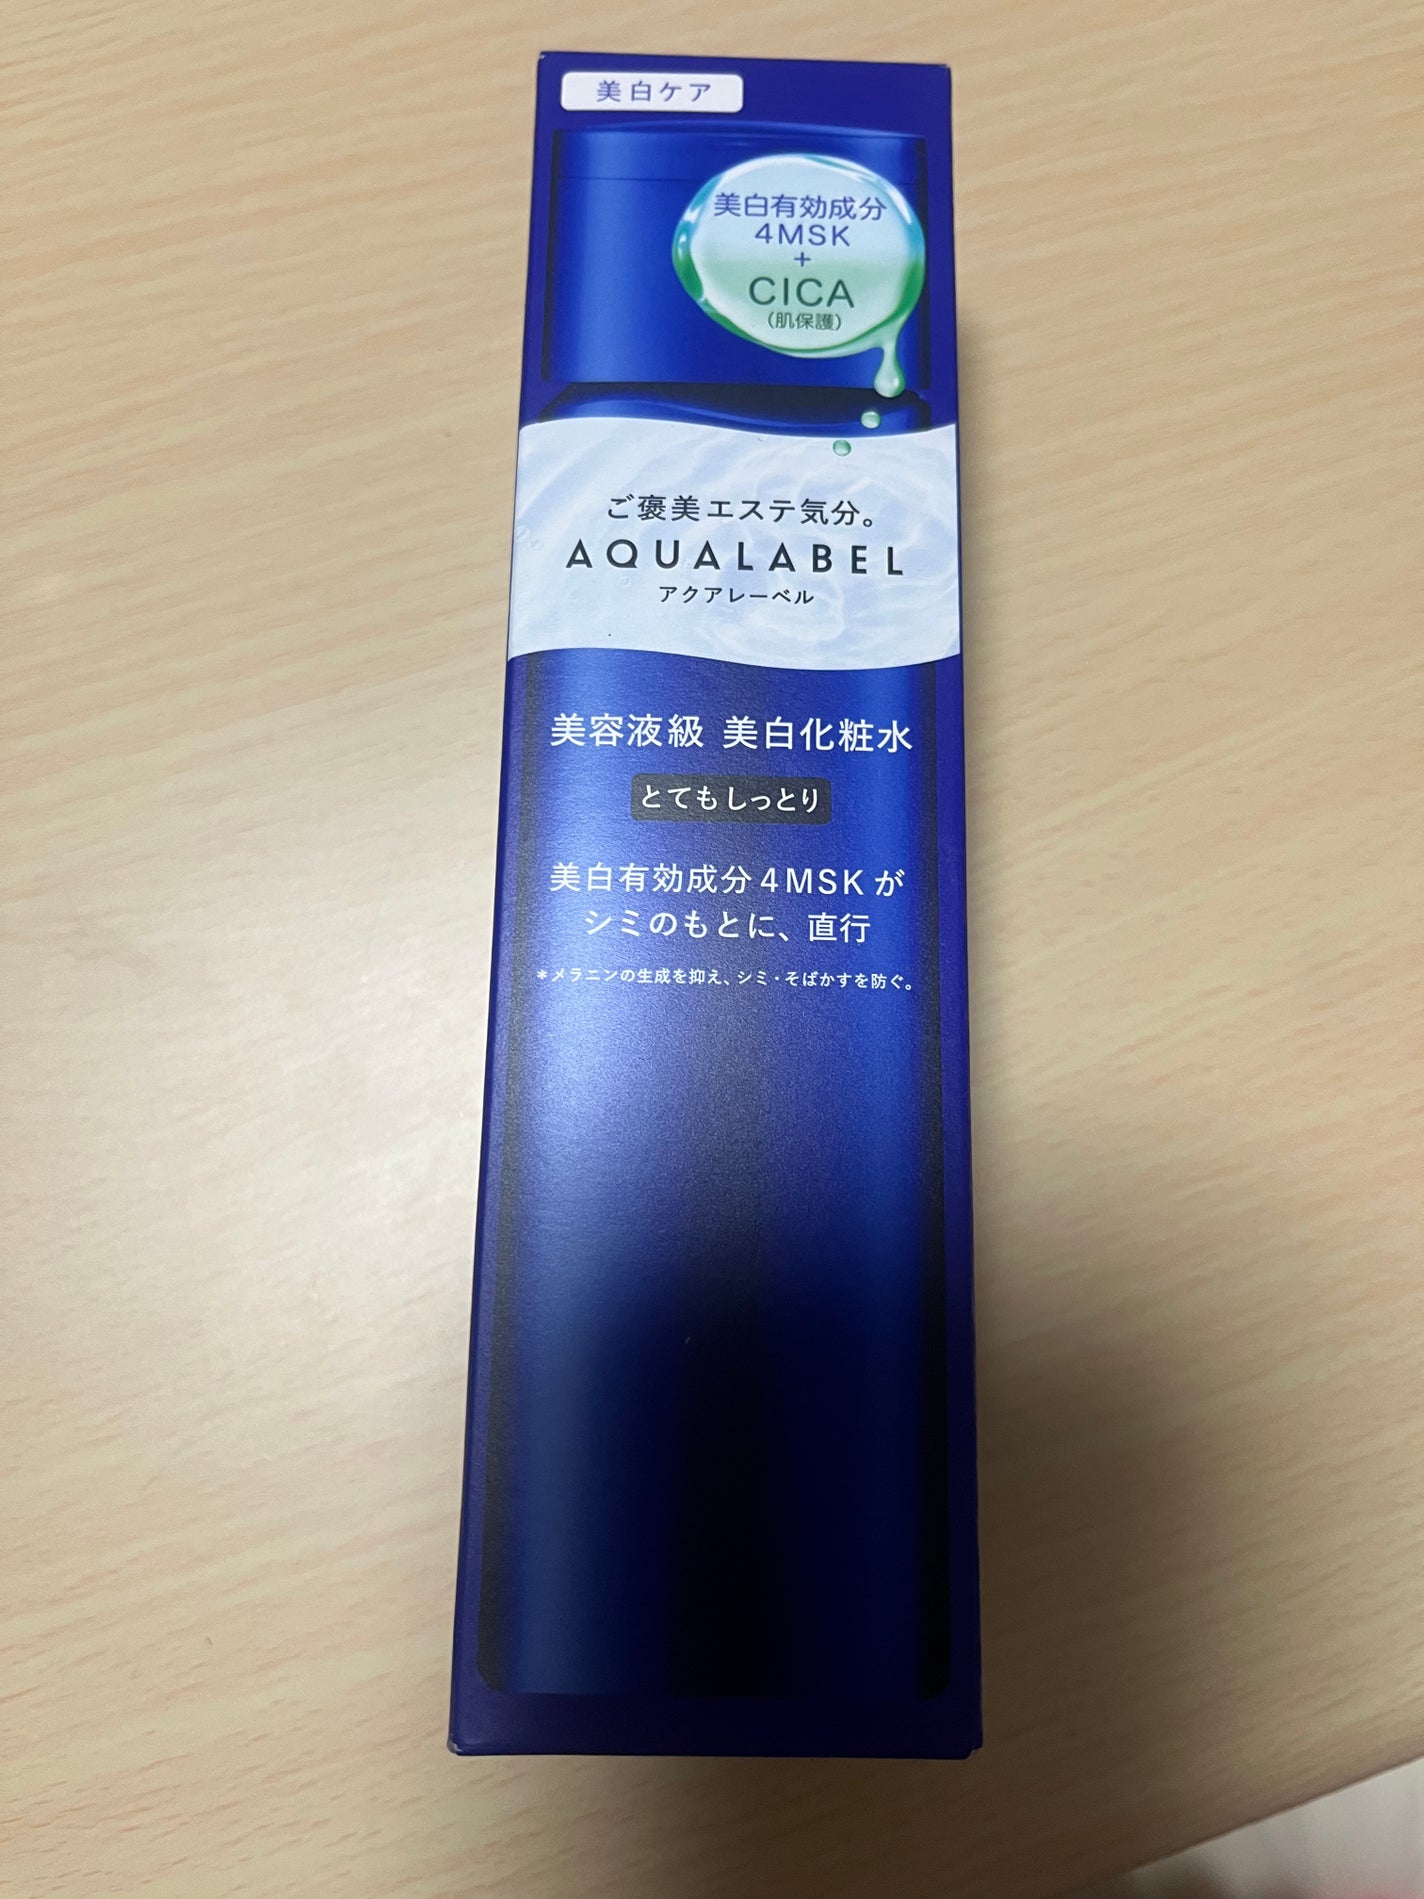 美白ケア
美白有効成分
4MSK
+
CICA
(肌保護)
ご褒美エステ気分。
AQUALABEL
アクアレーベル
美容液級 美白化粧水
とてもしっとり
美白有効成分4MSKが
シミのもとに、直行
*メラニンの生成を抑え、シミ・そばかすを防ぐ。